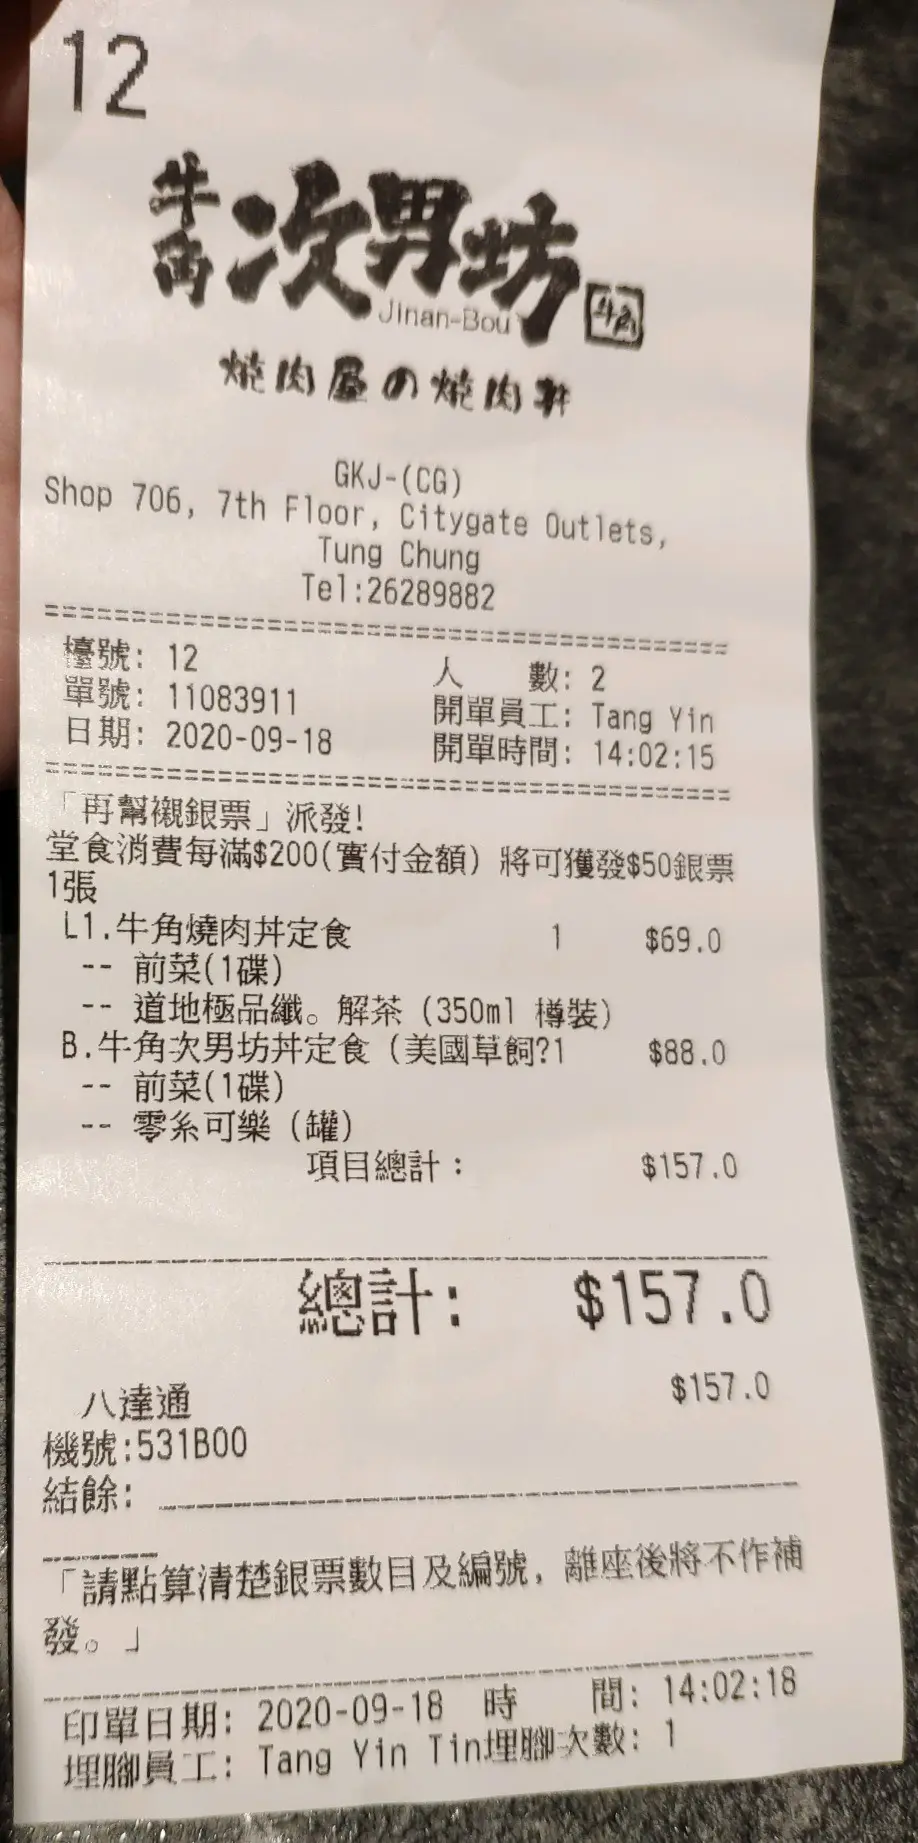 12
牛角
次男坊
Jinan-Bou
牛角
燒肉屋の燒肉丼
GKJ-(CG)
Shop 706, 7th Floor, Citygate Outlets,
Tung Chung
Tel:26289882
檯號: 12 人 數: 2
單號: 11083911 開單員工: Tang Yin
日期: 2020-09-18 開單時間: 14:02:15
「再幫襯銀票」派發!
堂食消費每滿$200(實付金額) 將可獲發$50銀票
1張
L1.牛角燒肉丼定食 1 $69.0
-- 前菜(1碟)
-- 道地極品纖。解茶 (350ml 樽裝)
B.牛角次男坊丼定食 (美國草飼?1 $88.0
-- 前菜(1碟)
-- 零系可樂 (罐)
項目總計: $157.0
總計: $157.0
八達通 $157.0
機號:531B00
結餘:
「請點算清楚銀票數目及編號, 離座後將不作補
發。」
印單日期: 2020-09-18 時 間: 14:02:18
埋腳員工: Tang Yin Tin埋腳次數: 1